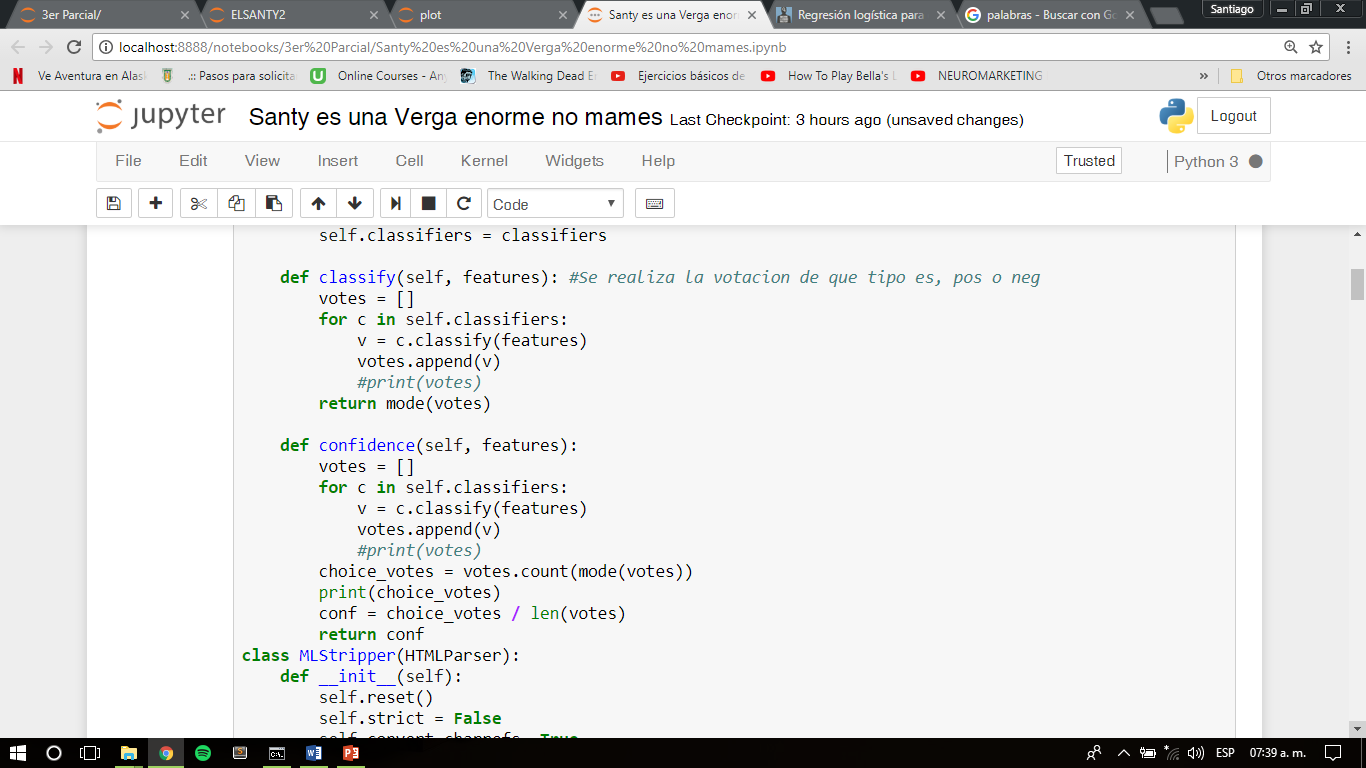 3er Parcial/
ELSANTY2
plot
Santy es una Verga enor
Regresión logística para
palabras - Buscar con Go
Santiago
localhost:8888/notebooks/3er%20Parcial/Santy%20es%20una%20Verga%20enorme%20no%20mames.ipynb
Ve Aventura en Alas
.:: Pasos para solicita
Online Courses - An
The Walking Dead E
Ejercicios básicos de
How To Play Bella's L
NEUROMARKETING
»
Otros marcadores
jupyter
Santy es una Verga enorme no mames Last Checkpoint: 3 hours ago (unsaved changes)
Logout
File Edit View Insert Cell Kernel Widgets Help
Trusted
Python 3
Code
self.classifiers = classifiers
def classify(self, features): #Se realiza la votacion de que tipo es, pos o neg
votes = []
for c in self.classifiers:
v = c.classify(features)
votes.append(v)
#print(votes)
return mode(votes)
def confidence(self, features):
votes = []
for c in self.classifiers:
v = c.classify(features)
votes.append(v)
#print(votes)
choice_votes = votes.count(mode(votes))
print(choice_votes)
conf = choice_votes / len(votes)
return conf
class MLStripper(HTMLParser):
def __init__(self):
self.reset()
self.strict = False
ESP
07:39 a. m.